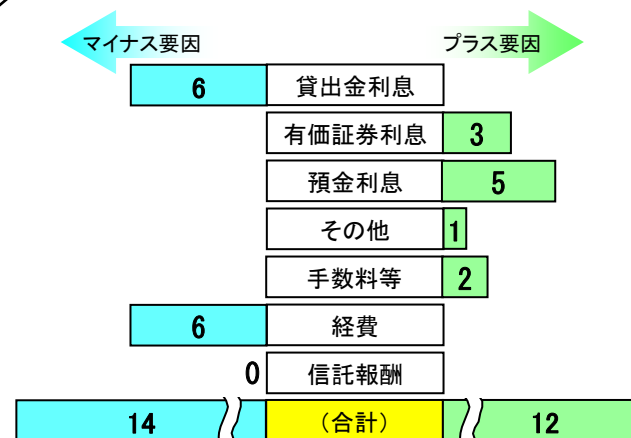 マイナス要因 プラス要因
6 貸出金利息
有価証券利息 3
預金利息 5
その他 1
手数料等 2
6 経費
0 信託報酬
14 （合計） 12